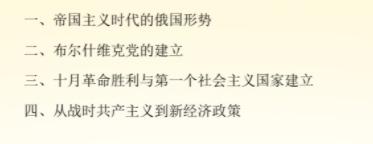 一、帝国主义时代的俄国形势
二、布尔什维克党的建立
三、十月革命胜利与第一个社会主义国家建立
四、从战时共产主义到新经济政策